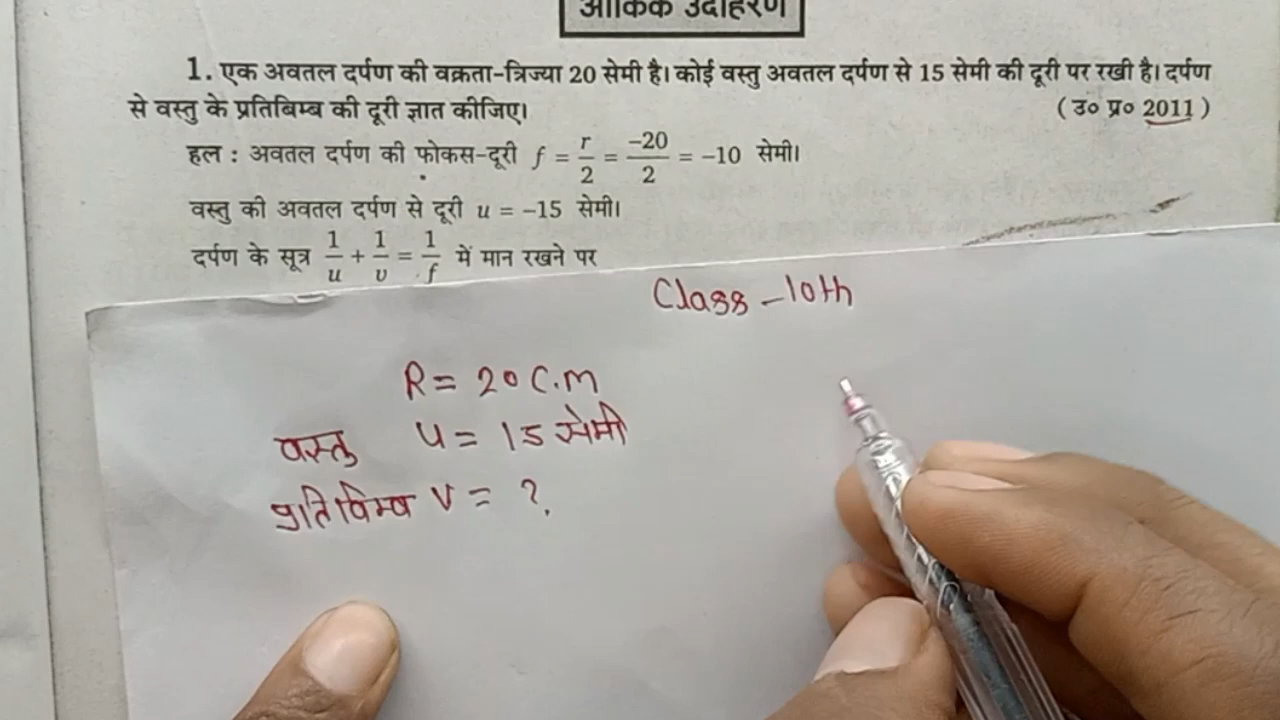 आंकिक उदाहरण
1. एक अवतल दर्पण की वक्रता-त्रिज्या 20 सेमी है। कोई वस्तु अवतल दर्पण से 15 सेमी की दूरी पर रखी है। दर्पण
से वस्तु के प्रतिबिम्ब की दूरी ज्ञात कीजिए। ( उ० प्र० 2011 )
हल : अवतल दर्पण की फोकस-दूरी f = r/2 = -20/2 = -10 सेमी।
वस्तु की अवतल दर्पण से दूरी u = -15 सेमी।
दर्पण के सूत्र 1/u + 1/v = 1/f में मान रखने पर
Class - 10th
R = 20 C.M
वस्तु u = 15 सेमी
प्रतिबिम्ब V = ?